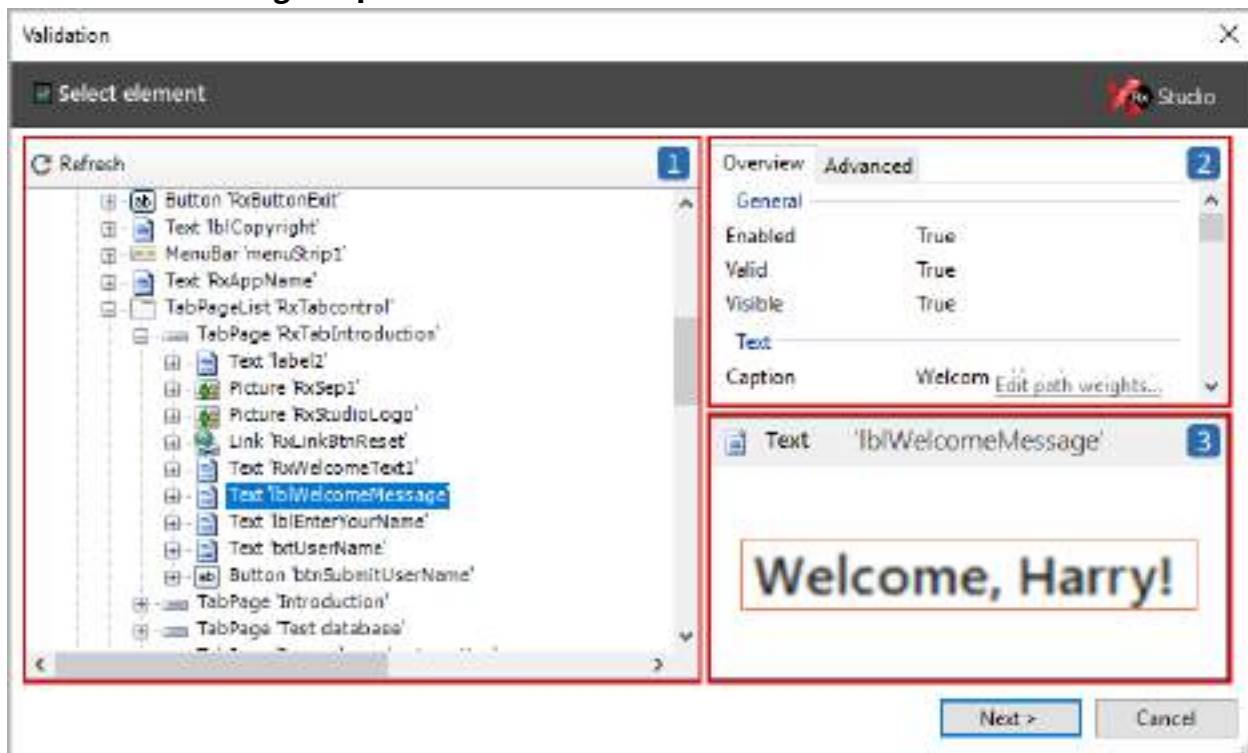 Validation
Select element
Rx Studio
Refresh
1
Button 'RxButtonExit'
Text 'lblCopyright'
MenuBar 'menuStrip1'
Text 'RxAppName'
TabPageList 'RxTabcontrol'
TabPage 'RxTabIntroduction'
Text 'label2'
Picture 'RxSep1'
Picture 'RxStudioLogo'
Link 'RxLinkBtnReset'
Text 'RxWelcomeText1'
Text 'lblWelcomeMessage'
Text 'lblEnterYourName'
Text 'txtUserName'
Button 'btnSubmitUserName'
TabPage 'Introduction'
TabPage 'Test database'
Overview Advanced
2
General
Enabled True
Valid True
Visible True
Text
Caption Welcom Edit path weights...
Text 'lblWelcomeMessage'
3
Welcome, Harry!
Next > Cancel